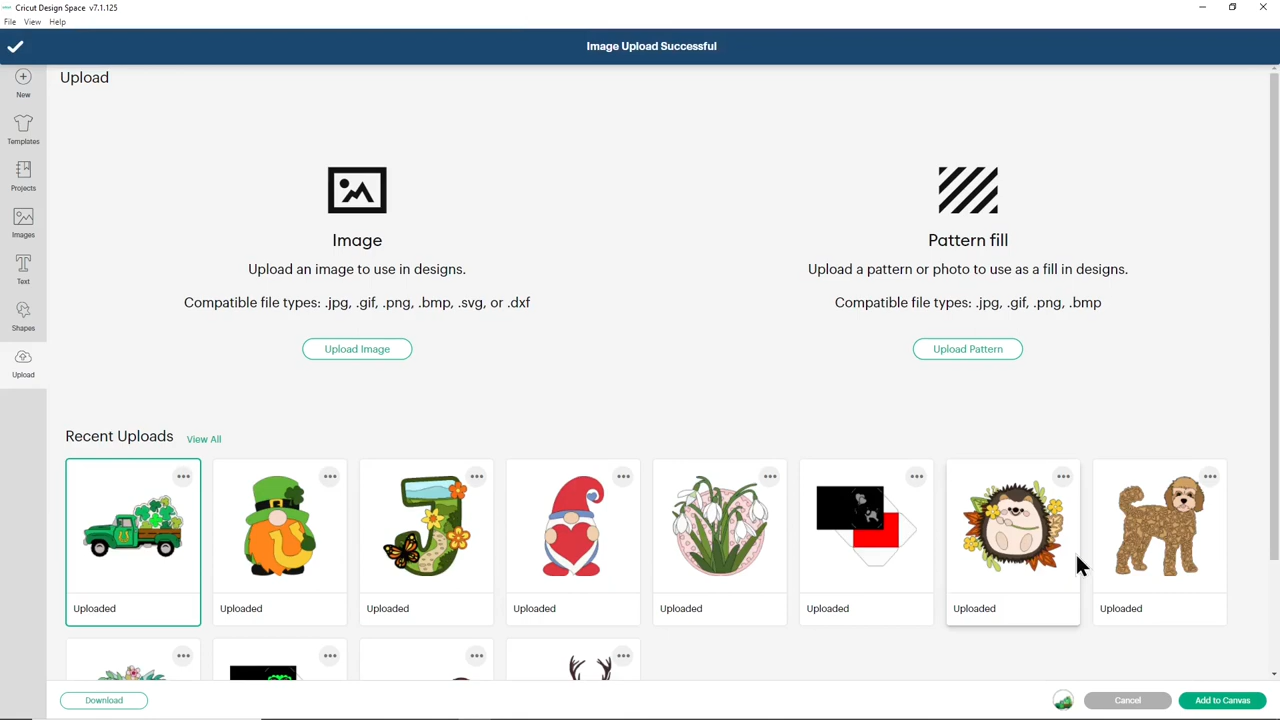 Cricut Design Space v7.1.125
File View Help
Image Upload Successful
New
Templates
Projects
Images
Text
Shapes
Upload
Upload
Image
Upload an image to use in designs.
Compatible file types: .jpg, .gif, .png, .bmp, .svg, or .dxf
Upload Image
Pattern fill
Upload a pattern or photo to use as a fill in designs.
Compatible file types: .jpg, .gif, .png, .bmp
Upload Pattern
Recent Uploads View All
Uploaded
Uploaded
Uploaded
Uploaded
Uploaded
Uploaded
Uploaded
Uploaded
Download
Cancel
Add to Canvas